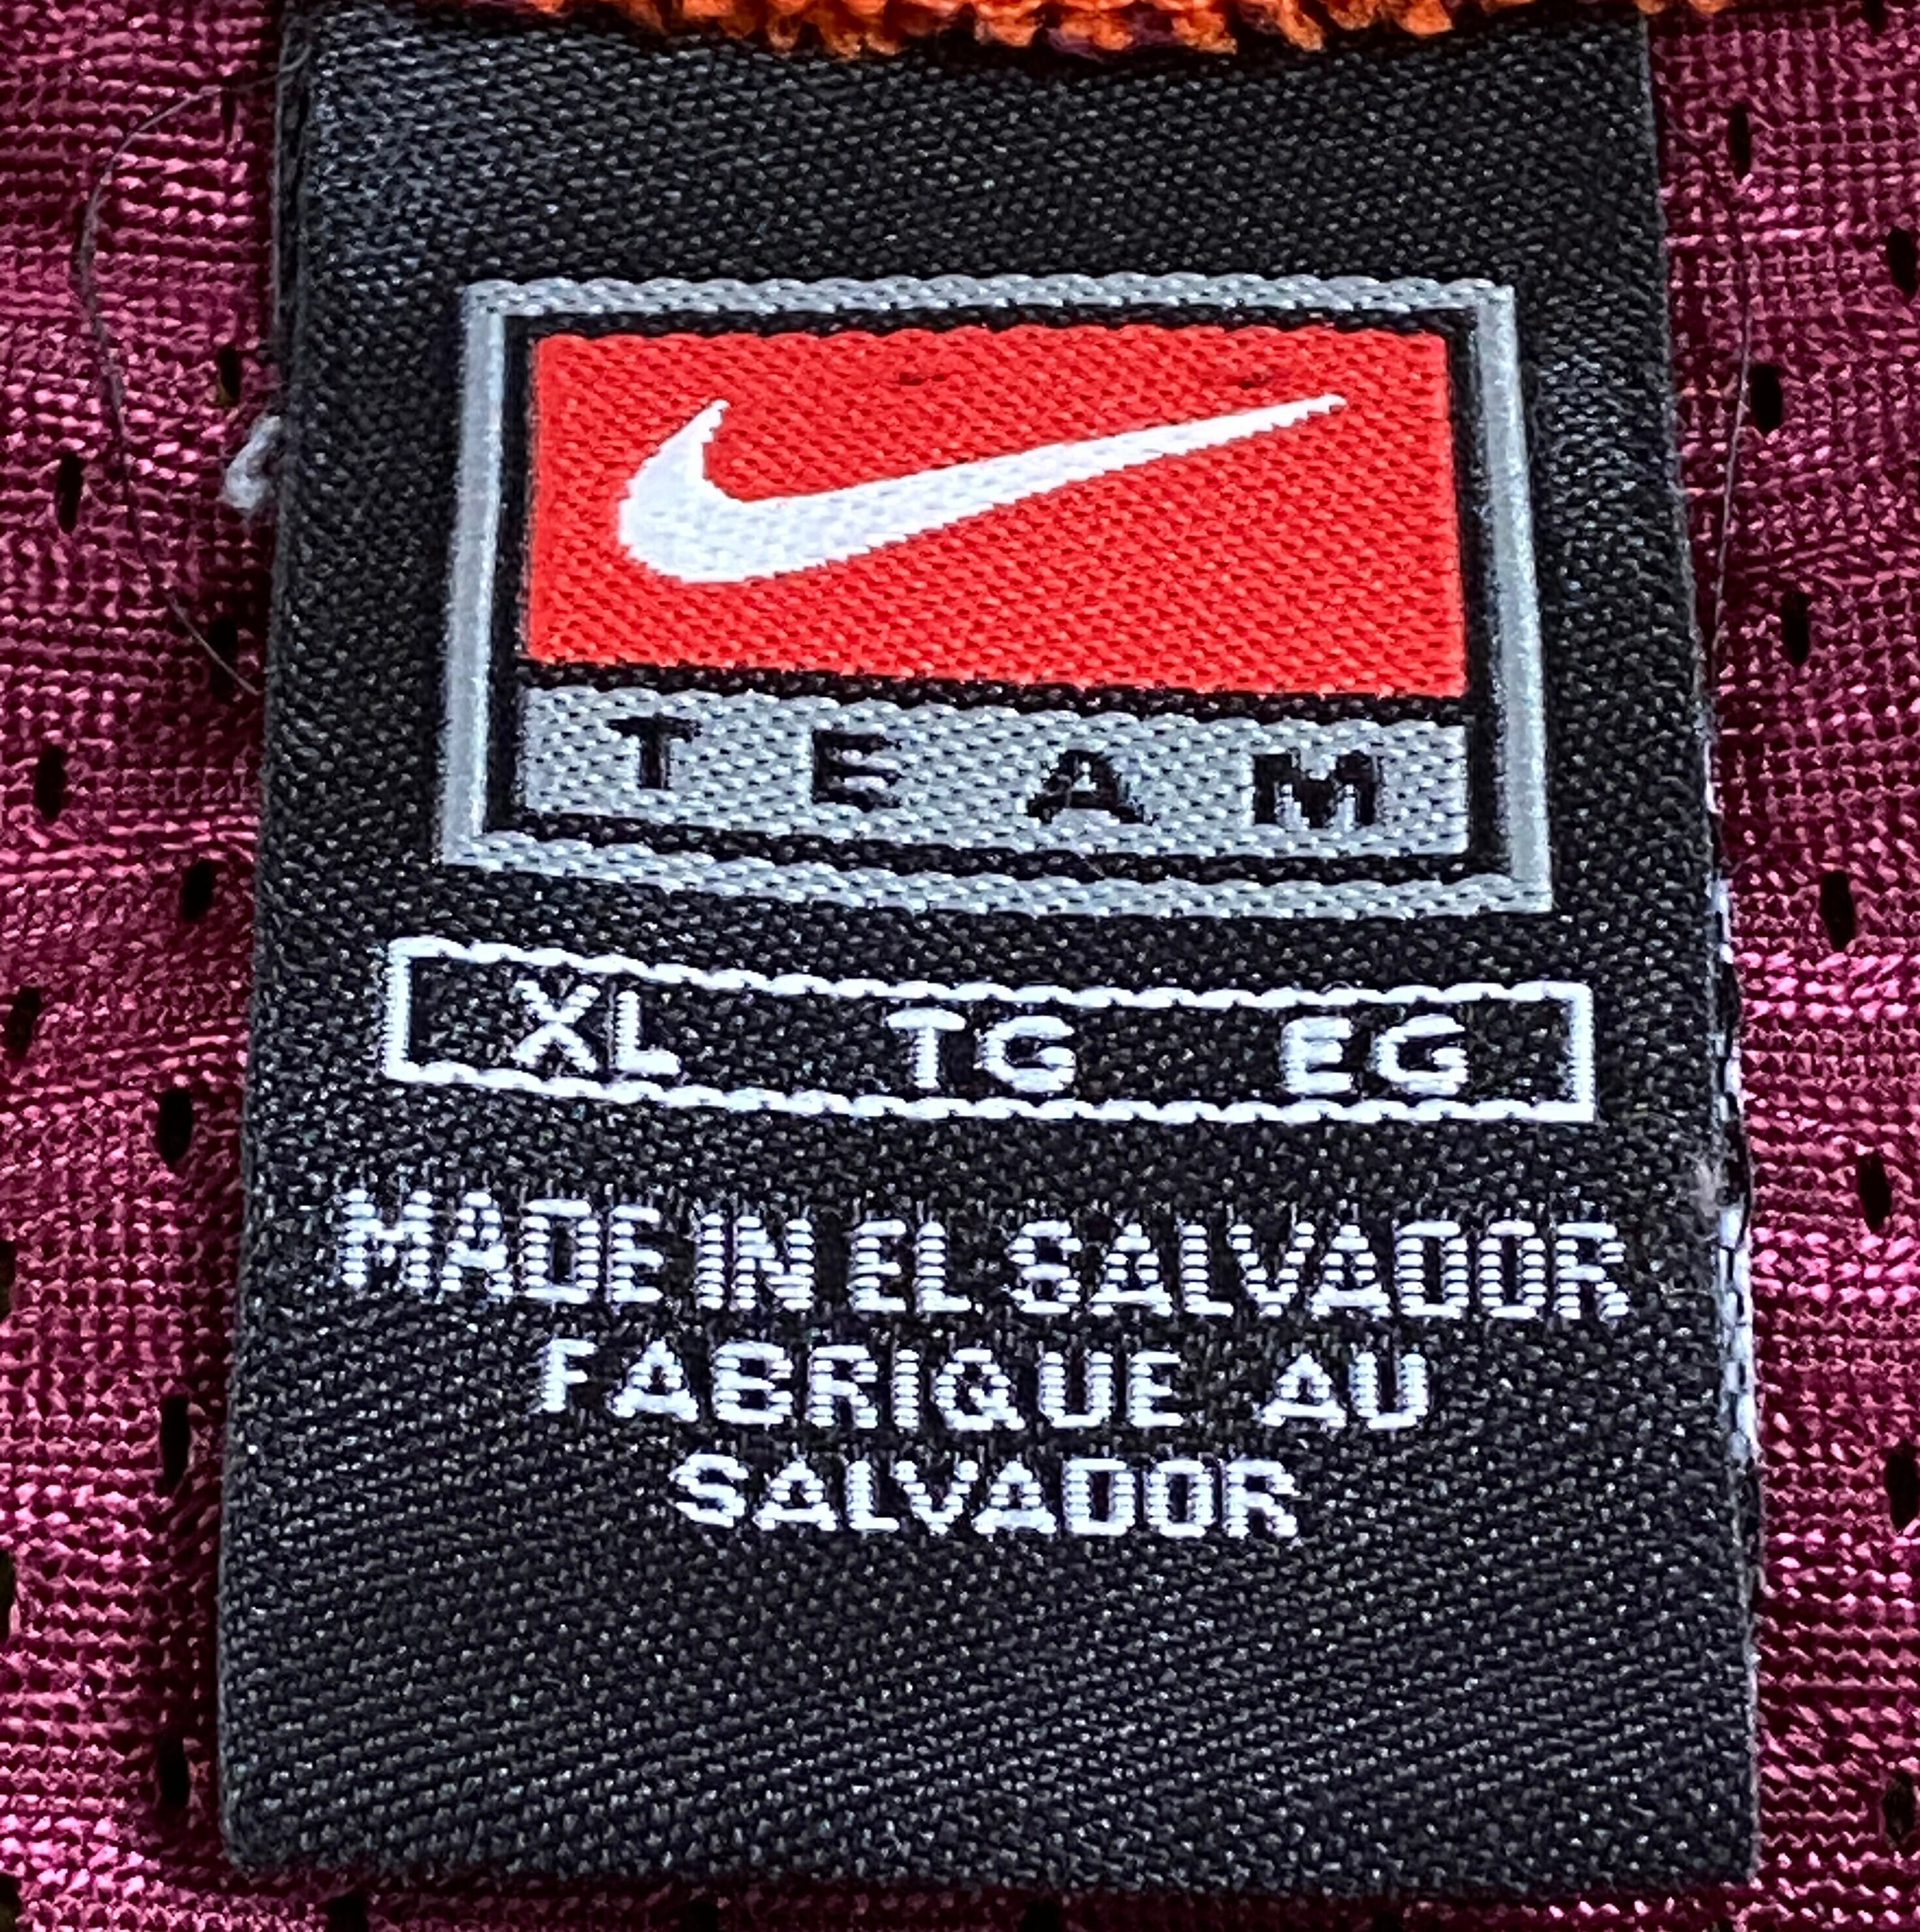 TEAM
XL TG EG
MADE IN EL SALVADOR
FABRIQUE AU
SALVADOR